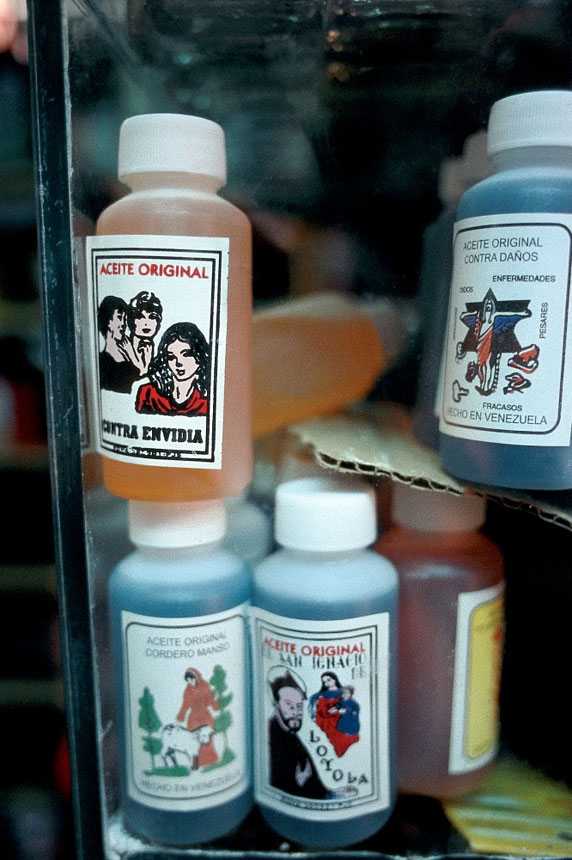 ACEITE ORIGINAL
CONTRA ENVIDIA
ACEITE ORIGINAL
CONTRA DAÑOS
ENFERMEDADES
PESARES
FRACASOS
HECHO EN VENEZUELA
ACEITE ORIGINAL
CORDERO MANSO
HECHO EN VENEZUELA
ACEITE ORIGINAL
SAN IGNACIO
DE
LOYOLA